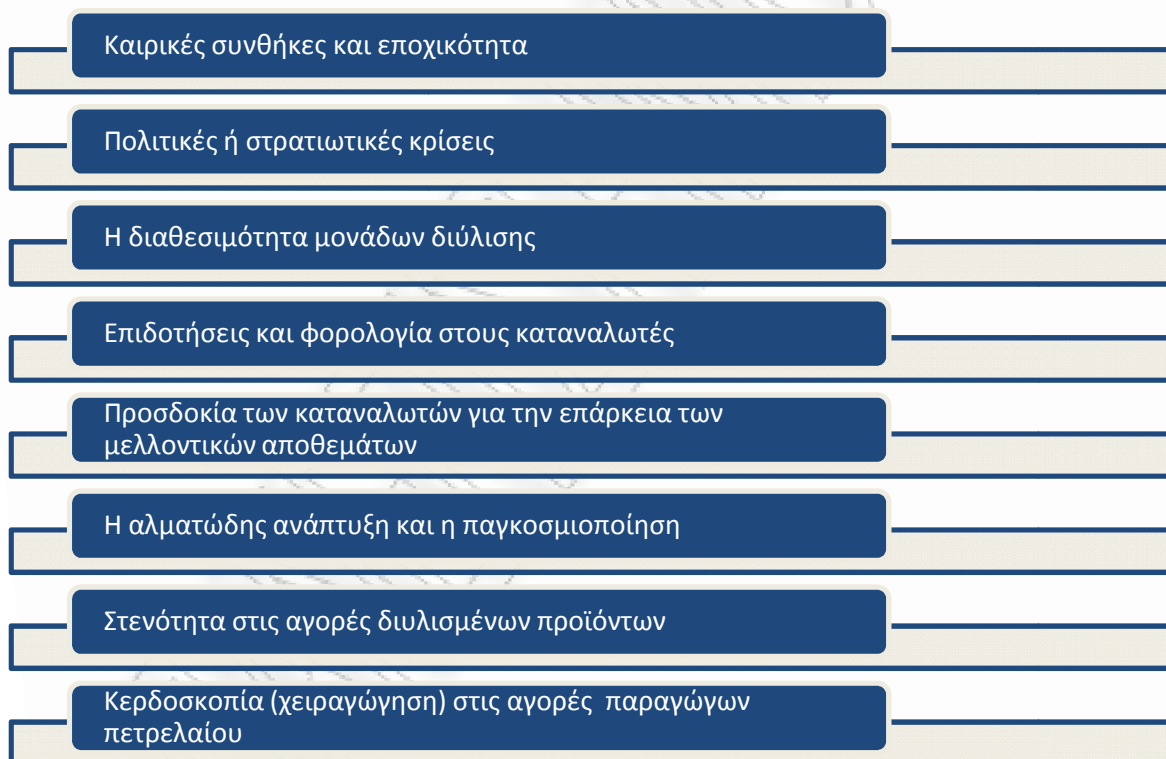 Καιρικές συνθήκες και εποχικότητα
Πολιτικές ή στρατιωτικές κρίσεις
Η διαθεσιμότητα μονάδων διύλισης
Επιδοτήσεις και φορολογία στους καταναλωτές
Προσδοκία των καταναλωτών για την επάρκεια των
μελλοντικών αποθεμάτων
Η αλματώδης ανάπτυξη και η παγκοσμιοποίηση
Στενότητα στις αγορές διυλισμένων προϊόντων
Κερδοσκοπία (χειραγώγηση) στις αγορές  παραγώγων
πετρελαίου